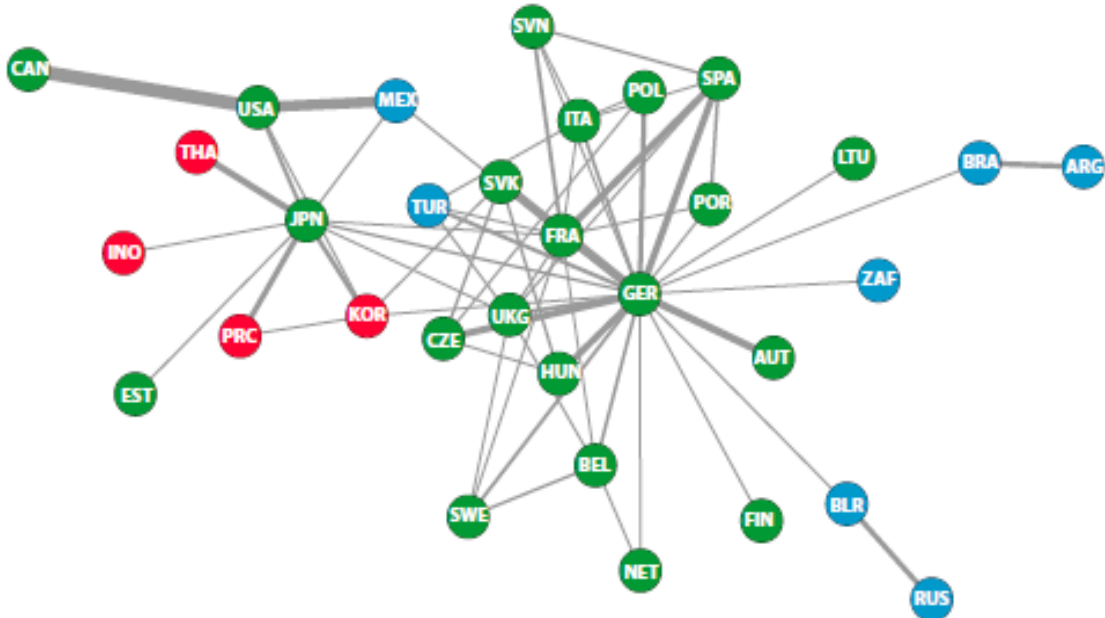 SVN
CAN
SPA
POL
USA
MEX
ITA
THA
LTU
BRA
ARG
SVK
TUR
POR
JPN
FRA
INO
ZAF
GER
KOR
UKG
PRC
CZE
AUT
HUN
EST
BEL
BLR
SWE
FIN
NET
RUS